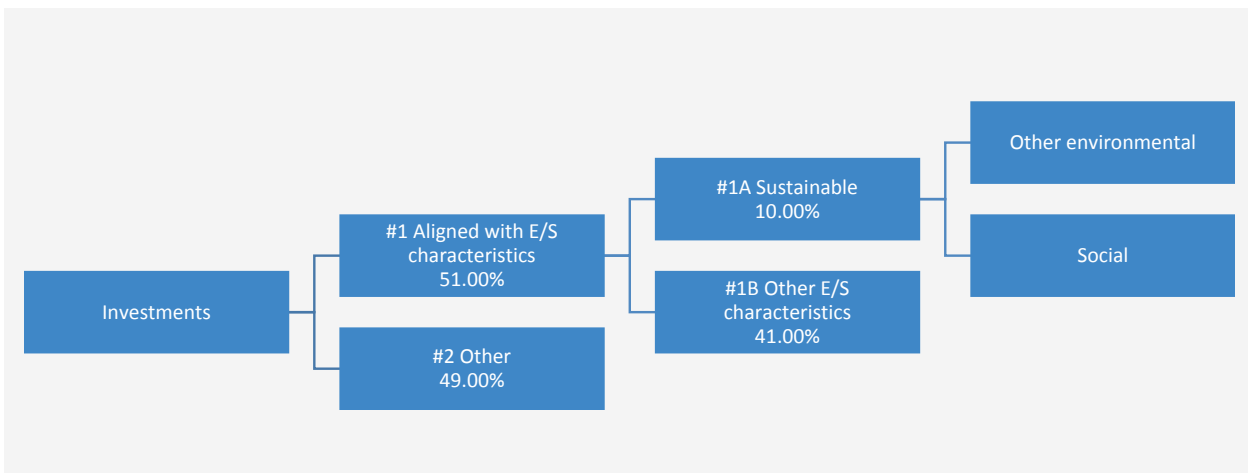 Investments
#1 Aligned with E/S
characteristics
51.00%
#2 Other
49.00%
#1A Sustainable
10.00%
#1B Other E/S
characteristics
41.00%
Other environmental
Social